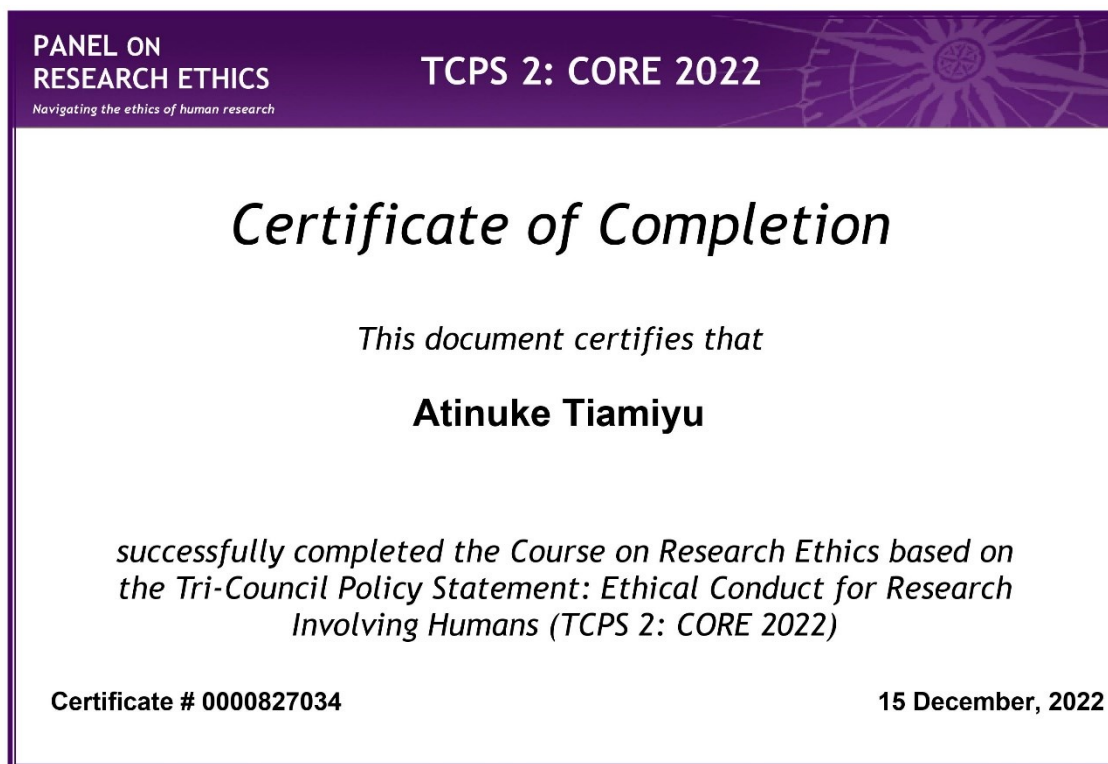 PANEL ON
RESEARCH ETHICS
Navigating the ethics of human research
TCPS 2: CORE 2022
Certificate of Completion
This document certifies that
Atinuke Tiamiyu
successfully completed the Course on Research Ethics based on
the Tri-Council Policy Statement: Ethical Conduct for Research
Involving Humans (TCPS 2: CORE 2022)
Certificate # 0000827034
15 December, 2022